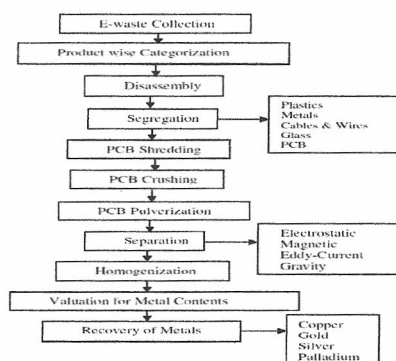 E-waste Collection
Product wise Categorization
Disassembly
Segregation
Plastics
Metals
Cables & Wires
Glass
PCB
PCB Shredding
PCB Crushing
PCB Pulverization
Separation
Electrostatic
Magnetic
Eddy-Current
Gravity
Homogenization
Valuation for Metal Contents
Recovery of Metals
Copper
Gold
Silver
Palladium